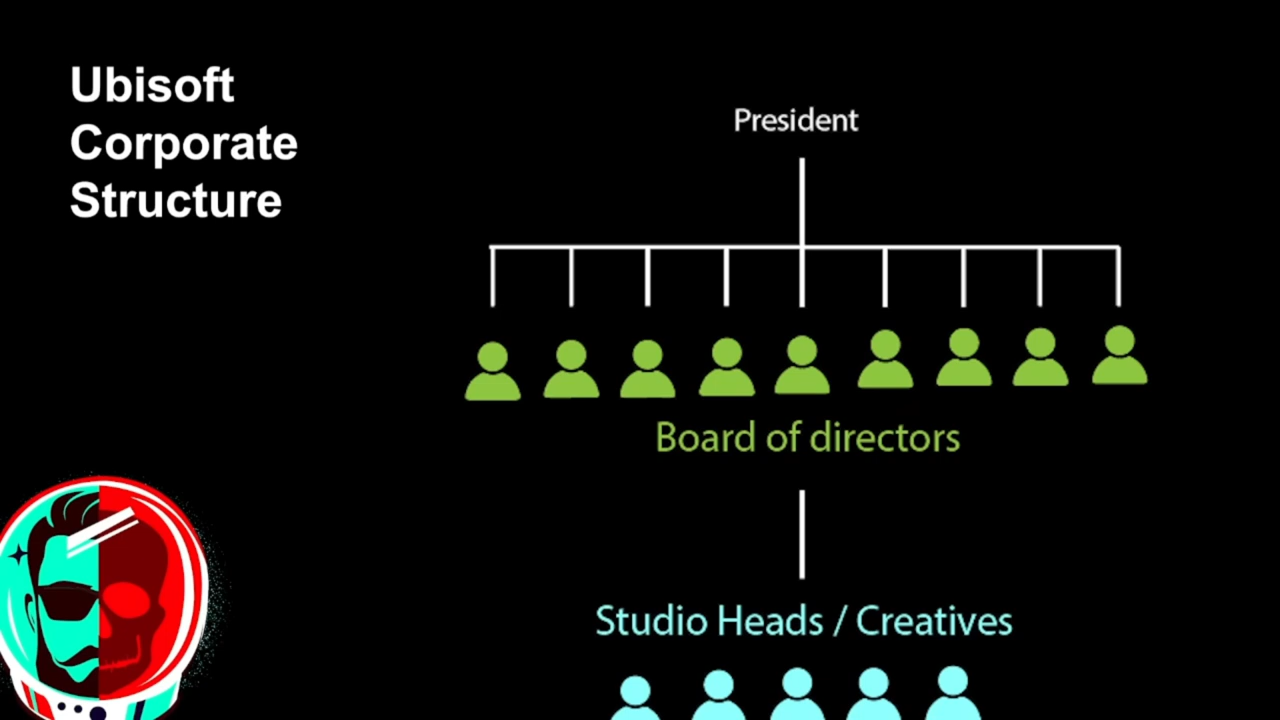 Ubisoft
Corporate
Structure
President
Board of directors
Studio Heads / Creatives